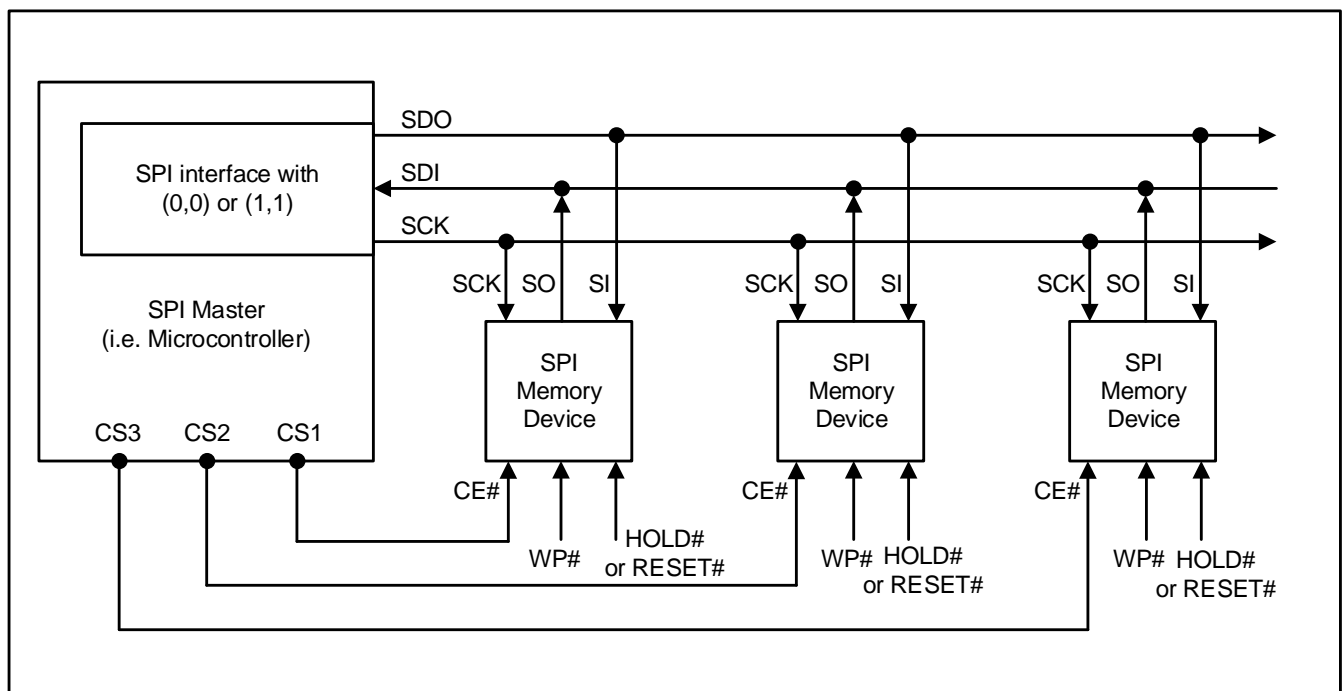 SDO
SPI interface with
(0,0) or (1,1)
SDI
SCK
SPI Master
(i.e. Microcontroller)
SCK SO SI
SCK SO SI
SCK SO SI
SPI
Memory
Device
SPI
Memory
Device
SPI
Memory
Device
CS3 CS2 CS1
CE#
WP#
HOLD#
or RESET#
CE#
WP#
HOLD#
or RESET#
CE#
WP#
HOLD#
or RESET#